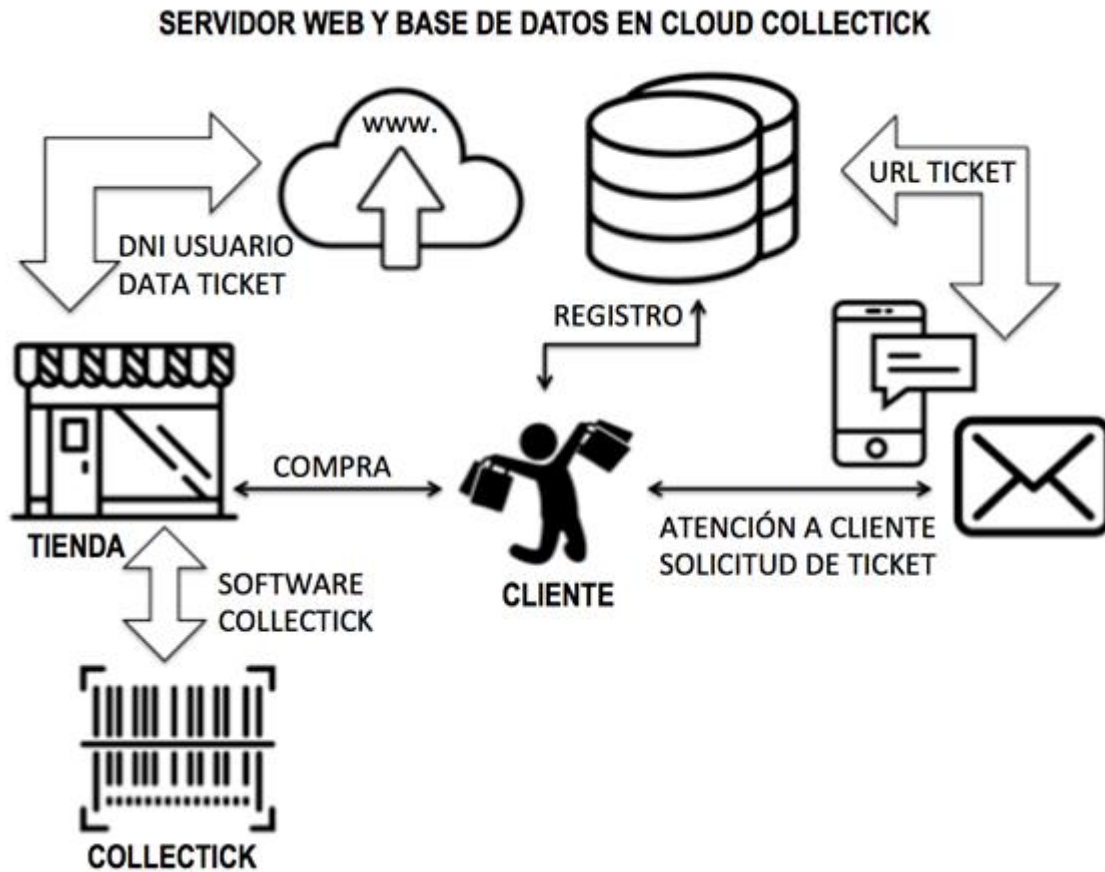 SERVIDOR WEB Y BASE DE DATOS EN CLOUD COLLECTICK
www.
URL TICKET
DNI USUARIO
DATA TICKET
REGISTRO
COMPRA
TIENDA
ATENCIÓN A CLIENTE
SOLICITUD DE TICKET
CLIENTE
SOFTWARE
COLLECTICK
COLLECTICK